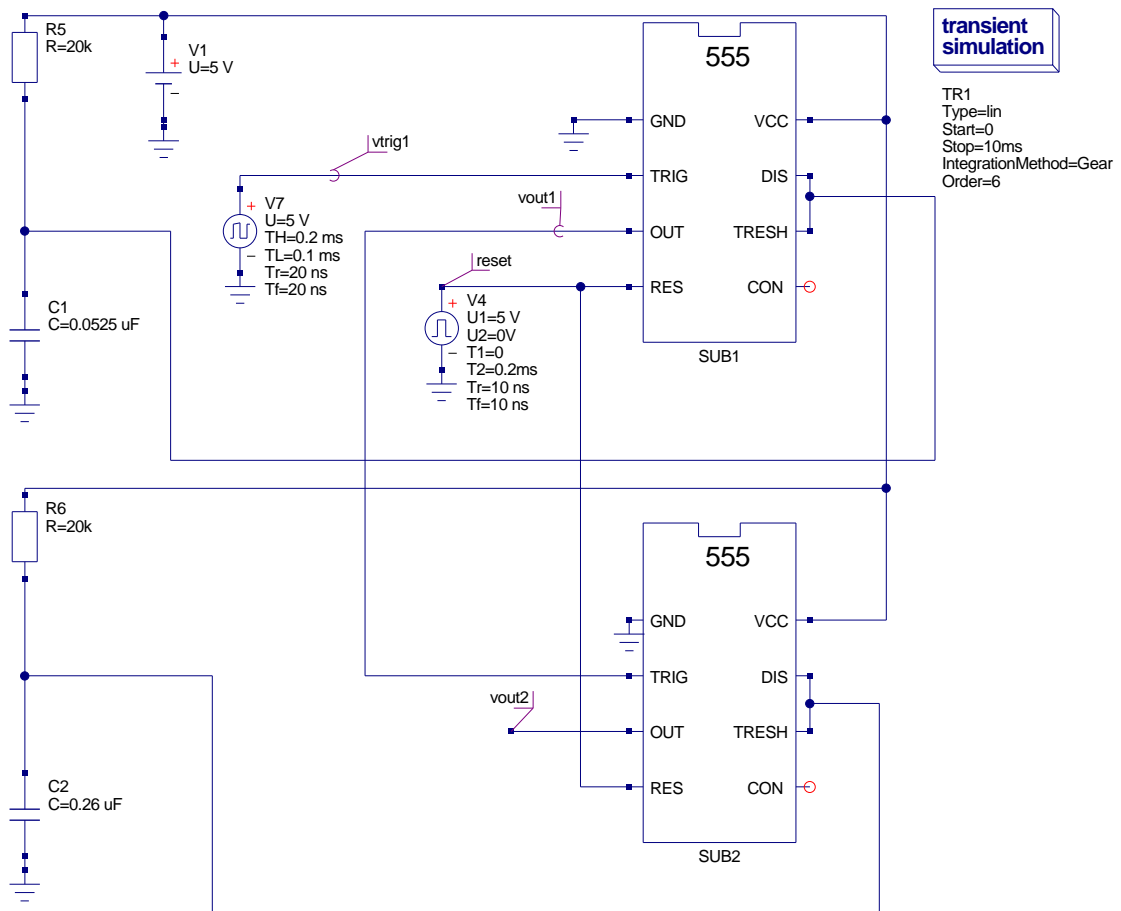 R5
R=20k
V1
U=5 V
555
GND
VCC
TRIG
DIS
OUT
TRESH
RES
CON
SUB1
transient
simulation
TR1
Type=lin
Start=0
Stop=10ms
IntegrationMethod=Gear
Order=6
vtrig1
V7
U=5 V
TH=0.2 ms
TL=0.1 ms
Tr=20 ns
Tf=20 ns
vout1
reset
V4
U1=5 V
U2=0V
T1=0
T2=0.2ms
Tr=10 ns
Tf=10 ns
C1
C=0.0525 uF
R6
R=20k
555
GND
VCC
TRIG
DIS
OUT
TRESH
RES
CON
SUB2
vout2
C2
C=0.26 uF